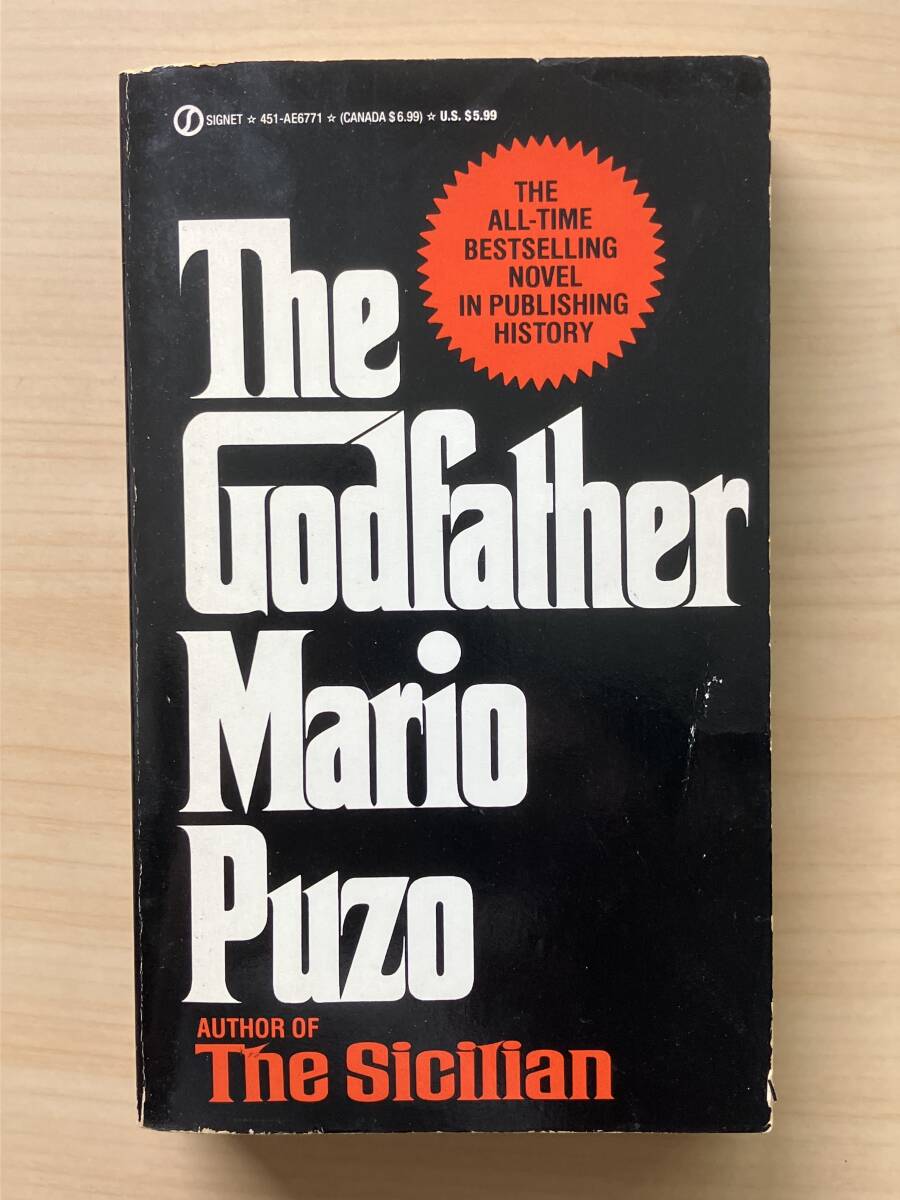 SIGNET ☆ 451-AE6771 ☆ (CANADA $6.99) ☆ U.S. $5.99
THE
ALL-TIME
BESTSELLING
NOVEL
IN PUBLISHING
HISTORY
The
Godfather
Mario
Puzo
AUTHOR OF
The Sicilian